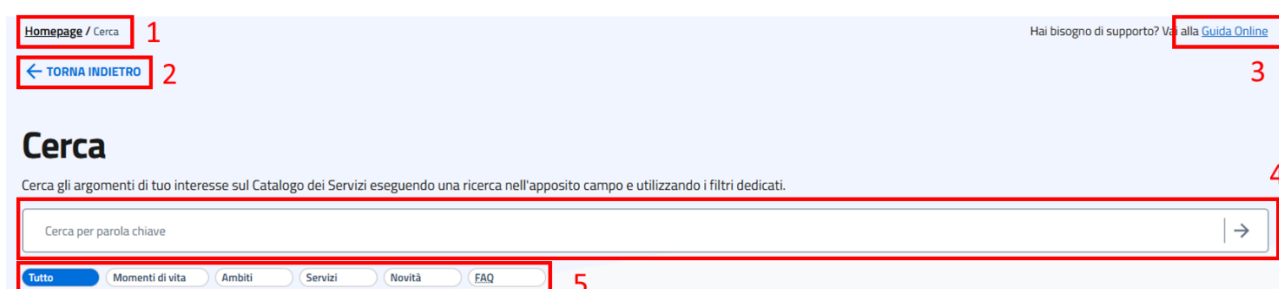 Homepage / Cerca 1 Hai bisogno di supporto? Vai alla Guida Online
← TORNA INDIETRO 2 3
Cerca
4
Cerca gli argomenti di tuo interesse sul Catalogo dei Servizi eseguendo una ricerca nell'apposito campo e utilizzando i filtri dedicati.
Cerca per parola chiave →
Tutto Momenti di vita Ambiti Servizi Novità FAQ 5